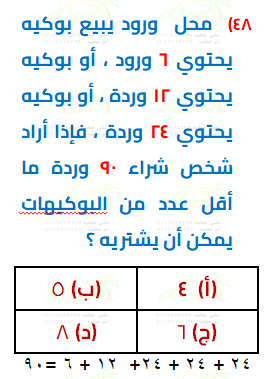 ٤٨) محل ورود يبيع بوكيه
يحتوي ٦ ورود ، أو بوكيه
يحتوي ١٢ وردة ، أو بوكيه
يحتوي ٢٤ وردة ، فإذا أراد
شخص شراء ٩٠ وردة ما
أقل عدد من البوكيهات
يمكن أن يشتريه ؟
(أ) ٤ (ب) ٥
(ج) ٦ (د) ٨
٢٤ + ٢٤ + ٢٤+ ١٢ + ٦ =٩٠